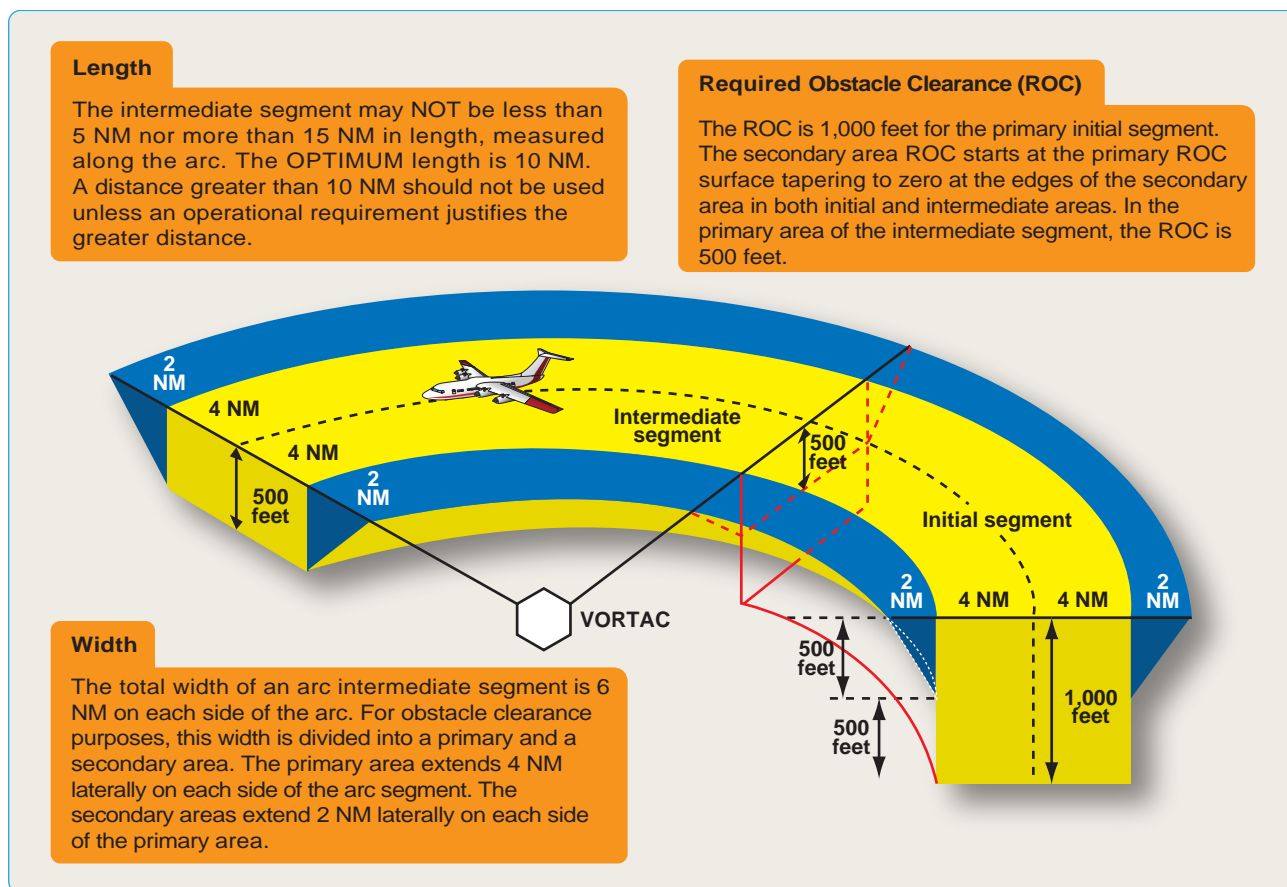 Length
The intermediate segment may NOT be less than
5 NM nor more than 15 NM in length, measured
along the arc. The OPTIMUM length is 10 NM.
A distance greater than 10 NM should not be used
unless an operational requirement justifies the
greater distance.
Required Obstacle Clearance (ROC)
The ROC is 1,000 feet for the primary initial segment.
The secondary area ROC starts at the primary ROC
surface tapering to zero at the edges of the secondary
area in both initial and intermediate areas. In the
primary area of the intermediate segment, the ROC is
500 feet.
2
NM
4 NM
4 NM
2
NM
500
feet
Intermediate
segment
500
feet
Initial segment
2
NM
4 NM
4 NM
2
NM
VORTAC
500
feet
500
feet
1,000
feet
Width
The total width of an arc intermediate segment is 6
NM on each side of the arc. For obstacle clearance
purposes, this width is divided into a primary and a
secondary area. The primary area extends 4 NM
laterally on each side of the arc segment. The
secondary areas extend 2 NM laterally on each side
of the primary area.